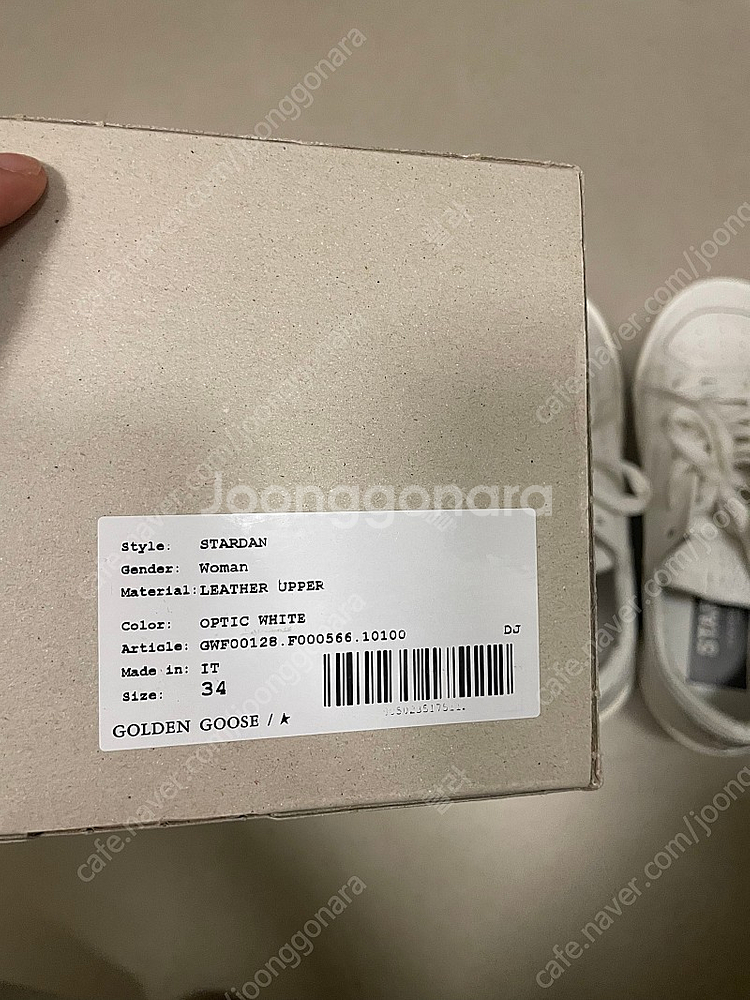 Joonggonara
Style: STARDAN
Gender: Woman
Material: LEATHER UPPER
Color: OPTIC WHITE
Article: GWF00128.F000566.10100
DJ
Made in: IT
Size: 34
GOLDEN GOOSE / ★
STAR
cafe.naver.com/joonggonara